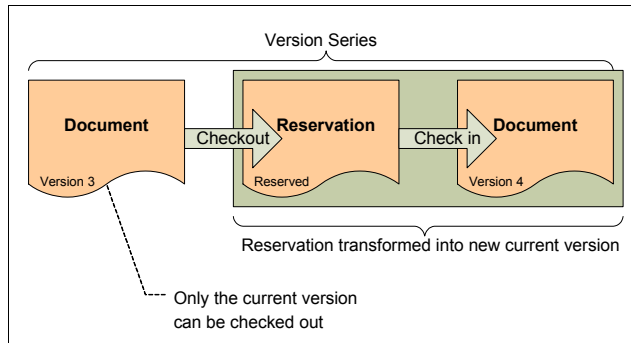 Version Series
Document
Checkout
Reservation
Check in
Document
Version 3
Reserved
Version 4
Reservation transformed into new current version
Only the current version
can be checked out